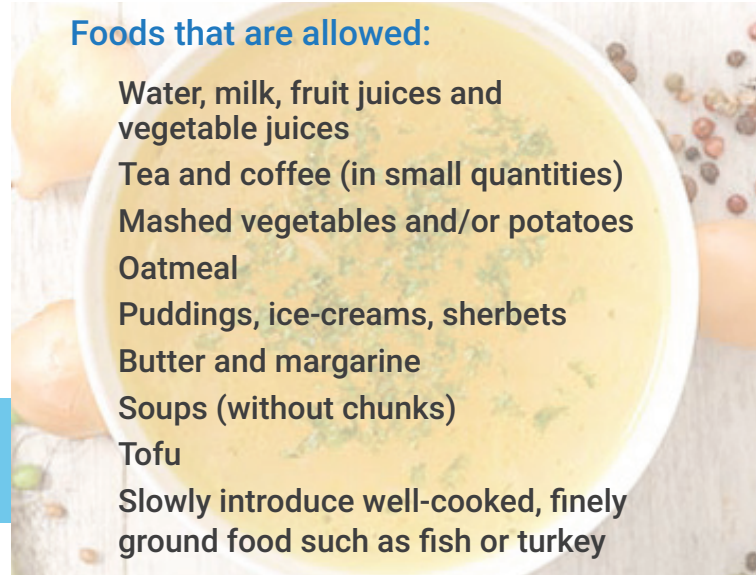 Foods that are allowed:
Water, milk, fruit juices and
vegetable juices
Tea and coffee (in small quantities)
Mashed vegetables and/or potatoes
Oatmeal
Puddings, ice-creams, sherbets
Butter and margarine
Soups (without chunks)
Tofu
Slowly introduce well-cooked, finely
ground food such as fish or turkey